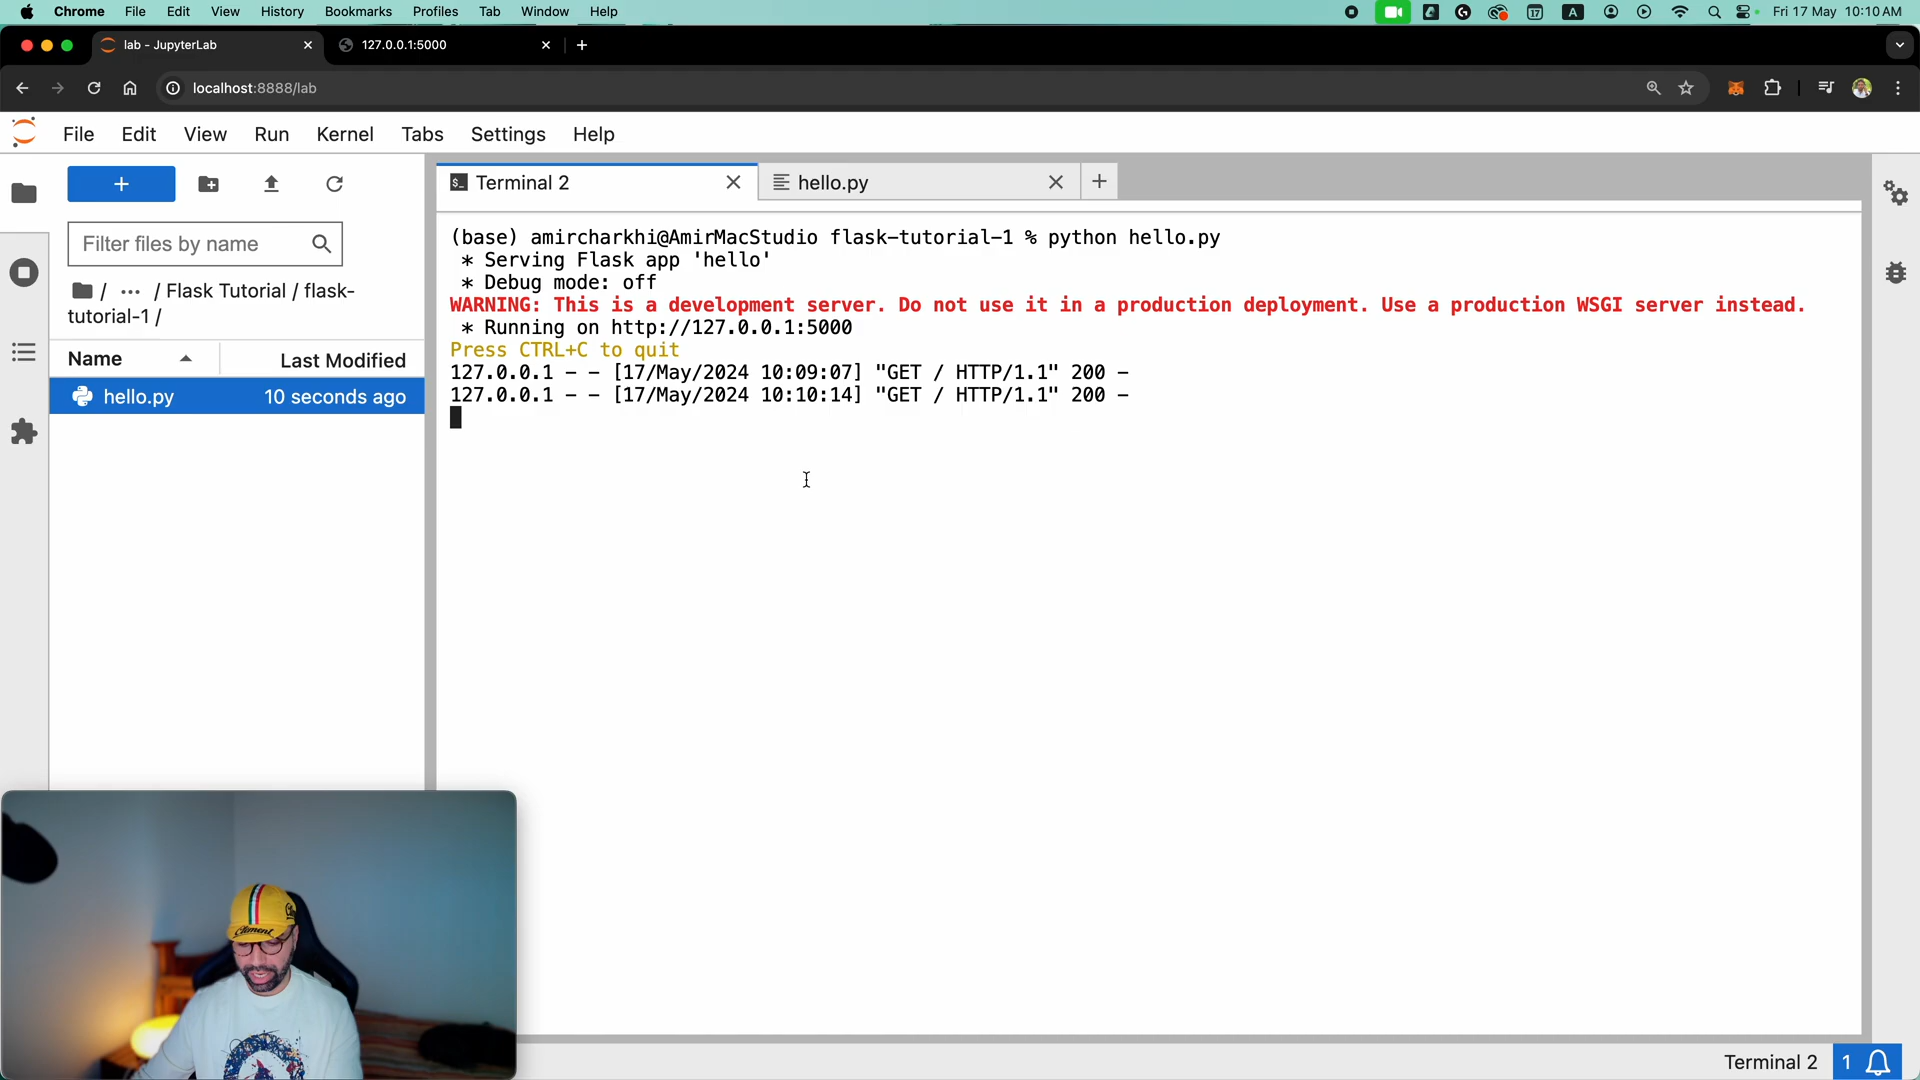 Chrome File Edit View History Bookmarks Profiles Tab Window Help
17 A Fri 17 May 10:10 AM
lab - JupyterLab 127.0.0.1:5000
localhost:8888/lab
File Edit View Run Kernel Tabs Settings Help
Terminal 2 hello.py
Filter files by name
/ ··· / Flask Tutorial / flask-
tutorial-1 /
Name Last Modified
hello.py 10 seconds ago
(base) amircharkhi@AmirMacStudio flask-tutorial-1 % python hello.py
* Serving Flask app 'hello'
* Debug mode: off
WARNING: This is a development server. Do not use it in a production deployment. Use a production WSGI server instead.
* Running on http://127.0.0.1:5000
Press CTRL+C to quit
127.0.0.1 - - [17/May/2024 10:09:07] "GET / HTTP/1.1" 200 -
127.0.0.1 - - [17/May/2024 10:10:14] "GET / HTTP/1.1" 200 -
Clement
Terminal 2 1